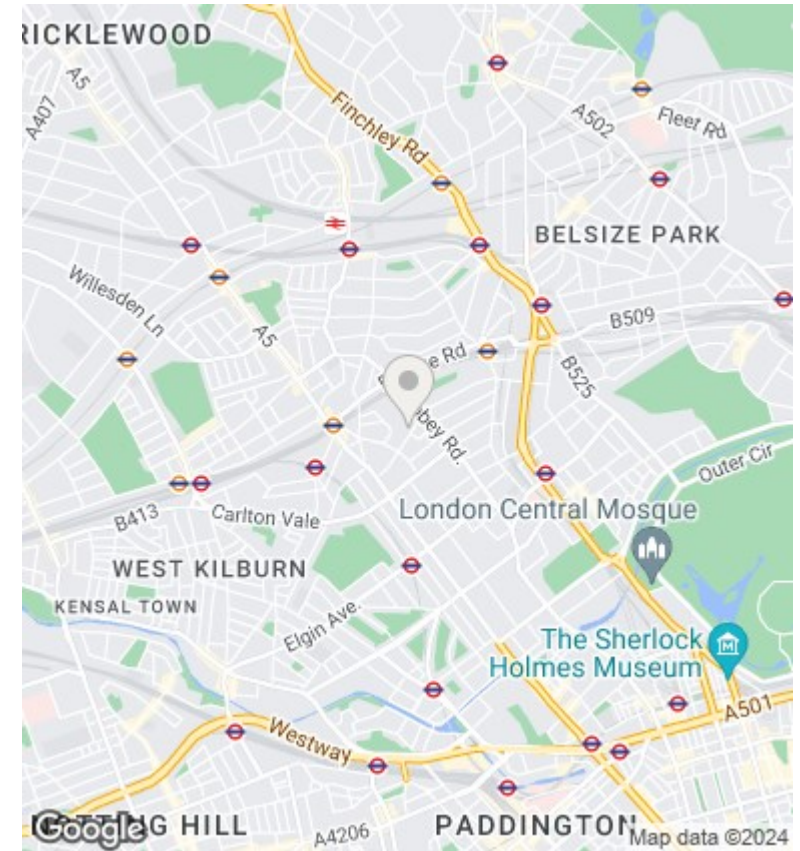 RICKLEWOOD
A5
A407
Finchley Rd
A502
Fleet Rd
BELSIZE PARK
Willesden Ln
A5
B509
e Rd
B525
bey Rd.
Outer Cir
B413
Carlton Vale
London Central Mosque
WEST KILBURN
KENSAL TOWN
Elgin Ave.
The Sherlock
Holmes Museum
A501
Westway
NG HILL
PADDINGTON
A4206
Google
Map data ©2024